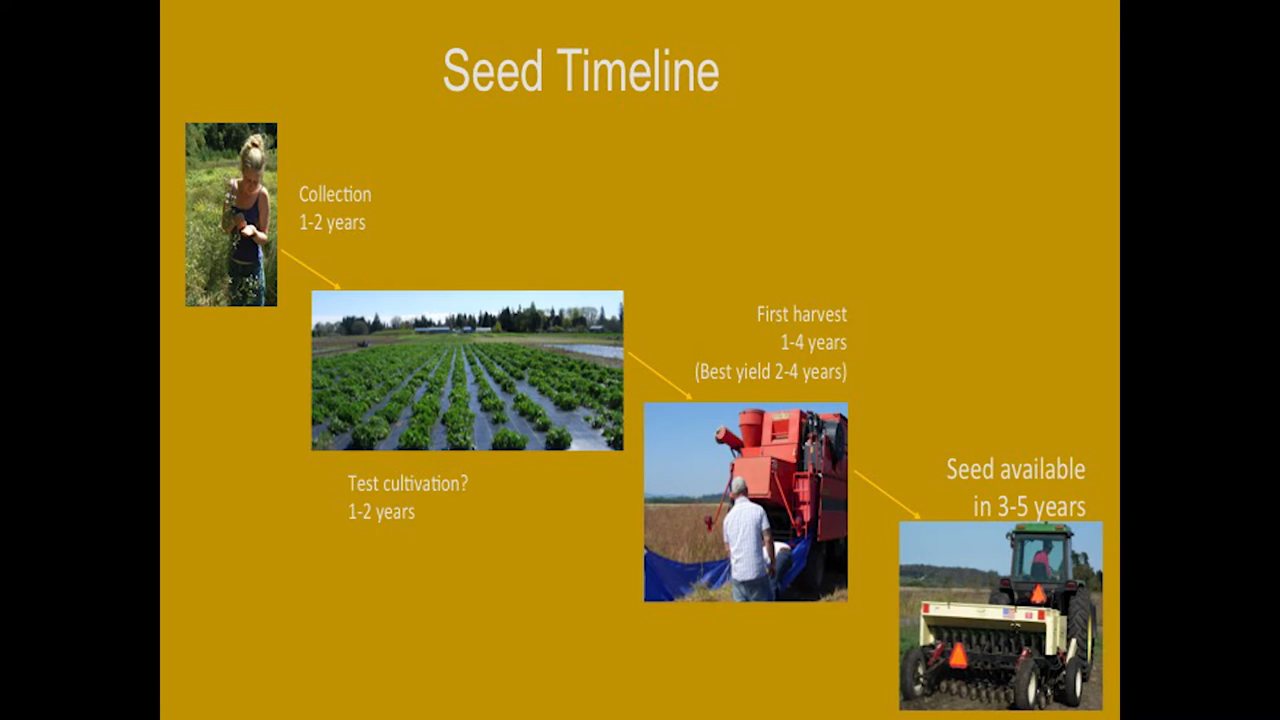 Seed Timeline
Collection
1-2 years
First harvest
1-4 years
(Best yield 2-4 years)
Seed available
in 3-5 years
Test cultivation?
1-2 years